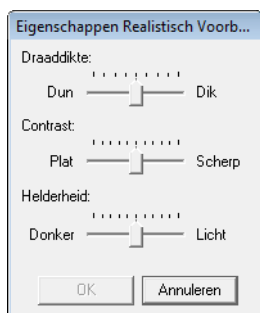 Eigenschappen Realistisch Voorb...
Draaddikte:
Dun Dik
Contrast:
Plat Scherp
Helderheid:
Donker Licht
OK Annuleren